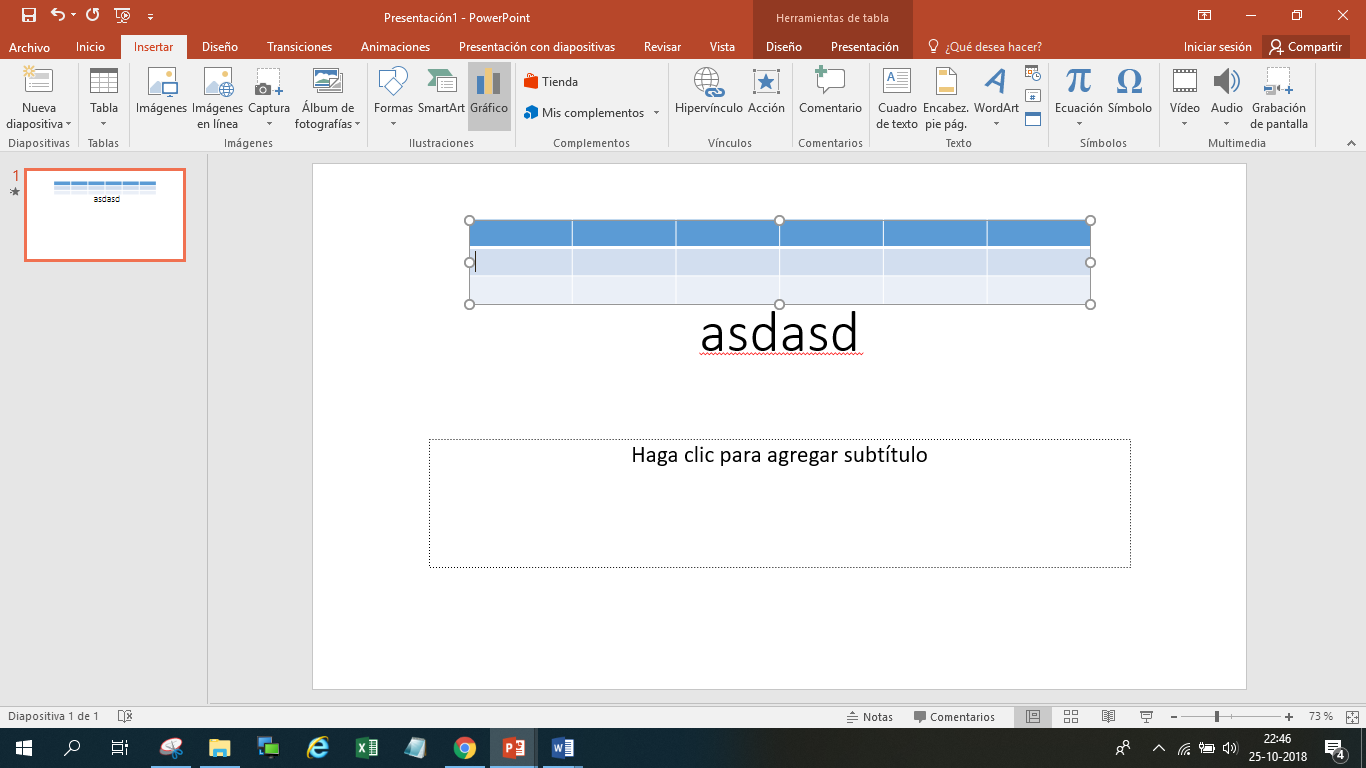 Presentación1 - PowerPoint
Herramientas de tabla
Archivo Inicio Insertar Diseño Transiciones Animaciones Presentación con diapositivas Revisar Vista Diseño Presentación ¿Qué desea hacer? Iniciar sesión Compartir
Nueva diapositiva
Tabla
Imágenes
Imágenes en línea
Captura
Álbum de fotografías
Formas
SmartArt
Gráfico
Tienda
Mis complementos
Hipervínculo
Acción
Comentario
Cuadro de texto
Encabez. pie pág.
WordArt
Ecuación
Símbolo
Vídeo
Audio
Grabación de pantalla
Diapositivas Tablas Imágenes Ilustraciones Complementos Vínculos Comentarios Texto Símbolos Multimedia
1
asdasd
asdasd
Haga clic para agregar subtítulo
Diapositiva 1 de 1 Notas Comentarios 73 %
22:46
25-10-2018
4